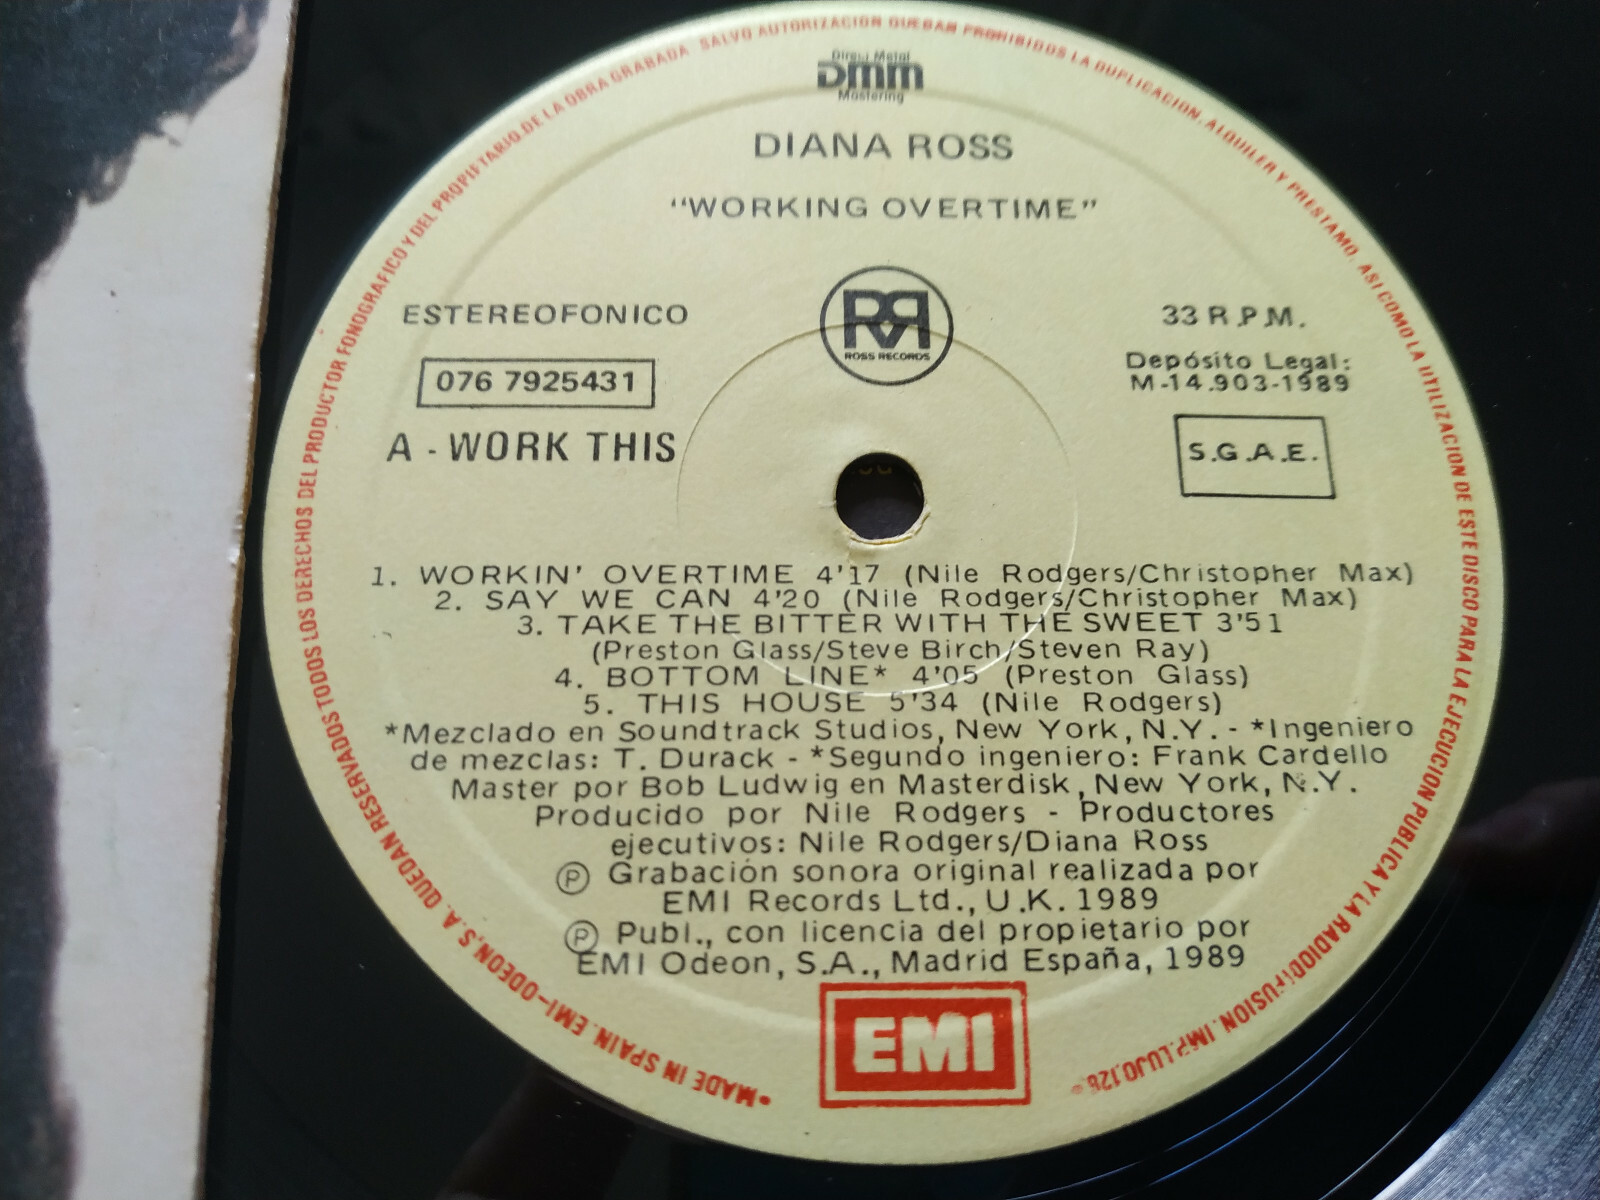 SALVO AUTORIZACION QUEDAN PROHIBIDOS LA DUPLICACION, ALQUILER Y PRESTAMO, ASI COMO LA UTILIZACION DE ESTE DISCO PARA LA EJECUCION PUBLICA Y LA RADIODIFUSION. IMP. LUJO, 126
•MADE IN SPAIN. EMI-ODEON, S.A. QUEDAN RESERVADOS TODOS LOS DERECHOS DEL PRODUCTOR FONOGRAFICO Y DEL PROPIETARIO DE LA OBRA GRABADA
Direct Metal
DMM
Mastering
DIANA ROSS
"WORKING OVERTIME"
ESTEREOFONICO
076 7925431
A - WORK THIS
RR
ROSS RECORDS
33 R.P.M.
Depósito Legal:
M-14.903-1989
S.G.A.E.
1. WORKIN' OVERTIME 4'17 (Nile Rodgers/Christopher Max)
2. SAY WE CAN 4'20 (Nile Rodgers/Christopher Max)
3. TAKE THE BITTER WITH THE SWEET 3'51
(Preston Glass/Steve Birch/Steven Ray)
4. BOTTOM LINE* 4'05 (Preston Glass)
5. THIS HOUSE 5'34 (Nile Rodgers)
*Mezclado en Soundtrack Studios, New York, N.Y. - *Ingeniero
de mezclas: T. Durack - *Segundo ingeniero: Frank Cardello
Master por Bob Ludwig en Masterdisk, New York, N.Y.
Producido por Nile Rodgers - Productores
ejecutivos: Nile Rodgers/Diana Ross
Ⓟ Grabación sonora original realizada por
EMI Records Ltd., U.K. 1989
Ⓟ Publ., con licencia del propietario por
EMI Odeon, S.A., Madrid España, 1989
EMI